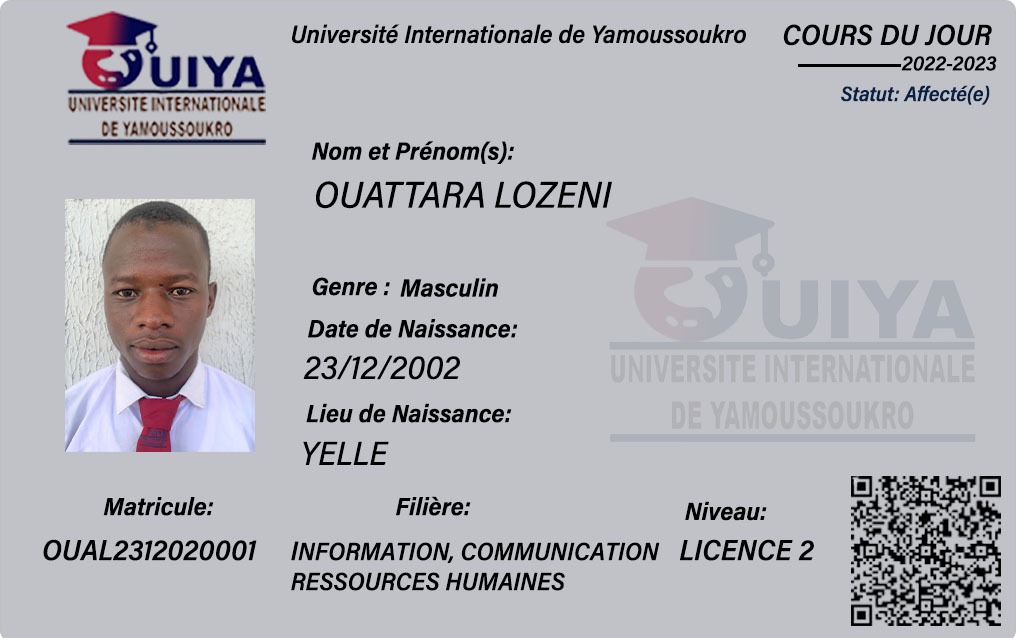 UIYA
UNIVERSITE INTERNATIONALE
DE YAMOUSSOUKRO
Université Internationale de Yamoussoukro
COURS DU JOUR
2022-2023
Statut: Affecté(e)
Nom et Prénom(s):
OUATTARA LOZENI
Genre : Masculin
Date de Naissance:
23/12/2002
Lieu de Naissance:
YELLE
UIYA
UNIVERSITE INTERNATIONALE
DE YAMOUSSOUKRO
Matricule:
OUAL2312020001
Filière:
INFORMATION, COMMUNICATION
RESSOURCES HUMAINES
Niveau:
LICENCE 2